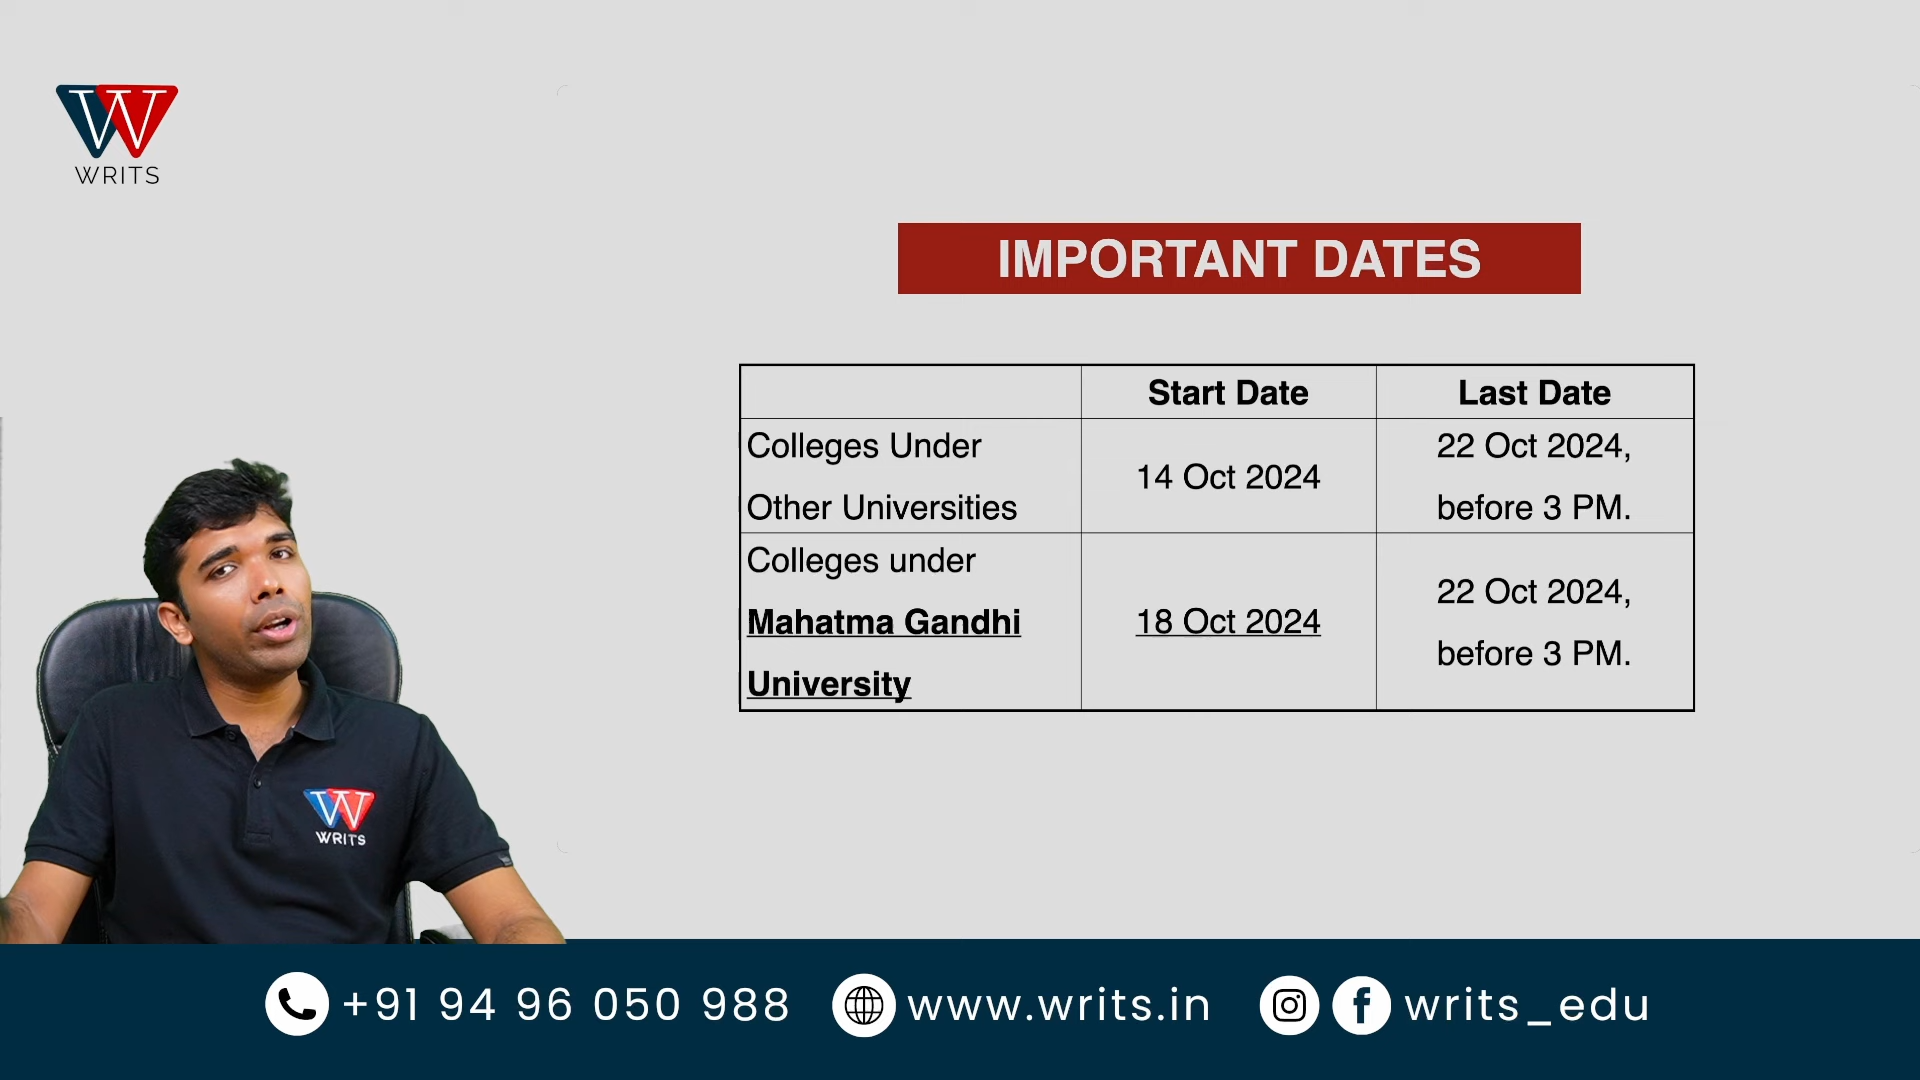 W
WRITS
IMPORTANT DATES
Start Date
Last Date
Colleges Under
Other Universities
14 Oct 2024
22 Oct 2024,
before 3 PM.
Colleges under
Mahatma Gandhi
University
18 Oct 2024
22 Oct 2024,
before 3 PM.
W
WRITS
+91 94 96 050 988
www.writs.in
writs_edu